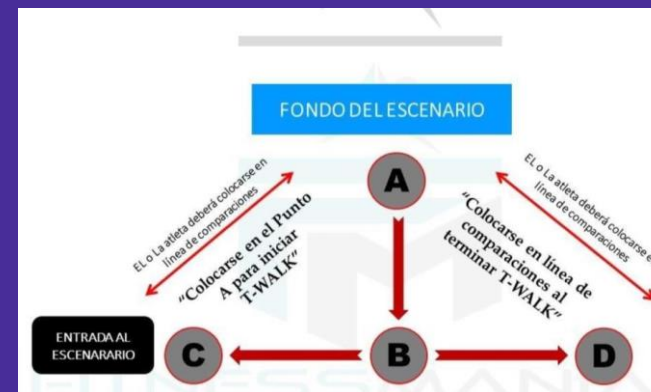 FONDO DEL ESCENARIO
A
EL o La atleta deberá colocarse en
línea de comparaciones
"Colocarse en el Punto
A para iniciar
T-WALK"
"Colocarse en línea de
comparaciones al
terminar T-WALK"
EL o La atleta deberá colocarse e
línea de comparaciones
ENTRADA AL
ESCENARARIO
C
B
D